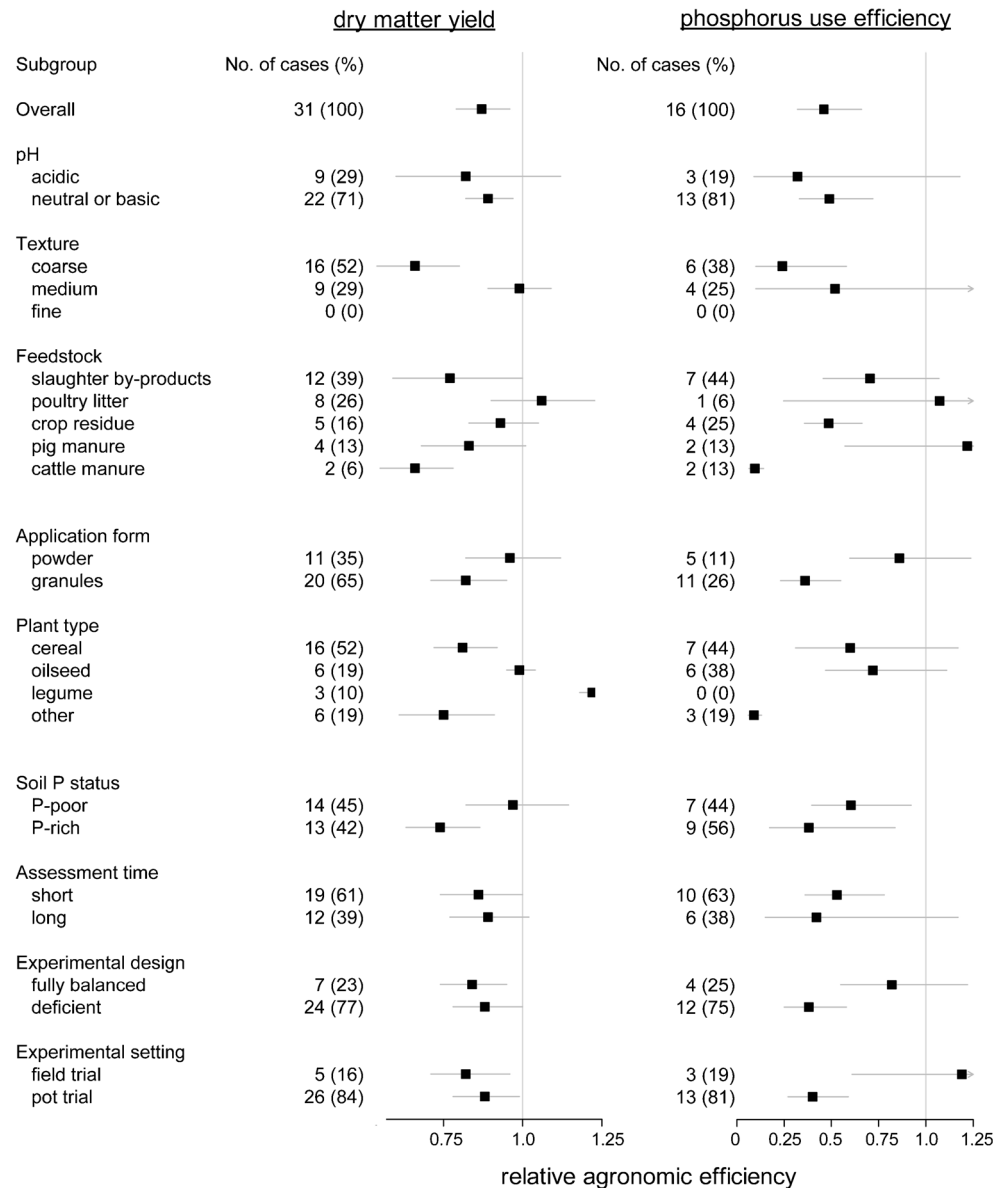 dry matter yield phosphorus use efficiency
Subgroup No. of cases (%) No. of cases (%)
Overall 31 (100) 16 (100)
pH
acidic 9 (29) 3 (19)
neutral or basic 22 (71) 13 (81)
Texture
coarse 16 (52) 6 (38)
medium 9 (29) 4 (25)
fine 0 (0) 0 (0)
Feedstock
slaughter by-products 12 (39) 7 (44)
poultry litter 8 (26) 1 (6)
crop residue 5 (16) 4 (25)
pig manure 4 (13) 2 (13)
cattle manure 2 (6) 2 (13)
Application form
powder 11 (35) 5 (11)
granules 20 (65) 11 (26)
Plant type
cereal 16 (52) 7 (44)
oilseed 6 (19) 6 (38)
legume 3 (10) 0 (0)
other 6 (19) 3 (19)
Soil P status
P-poor 14 (45) 7 (44)
P-rich 13 (42) 9 (56)
Assessment time
short 19 (61) 10 (63)
long 12 (39) 6 (38)
Experimental design
fully balanced 7 (23) 4 (25)
deficient 24 (77) 12 (75)
Experimental setting
field trial 5 (16) 3 (19)
pot trial 26 (84) 13 (81)
0.75 1.0 1.25 0 0.25 0.5 0.75 1.0 1.25
relative agronomic efficiency